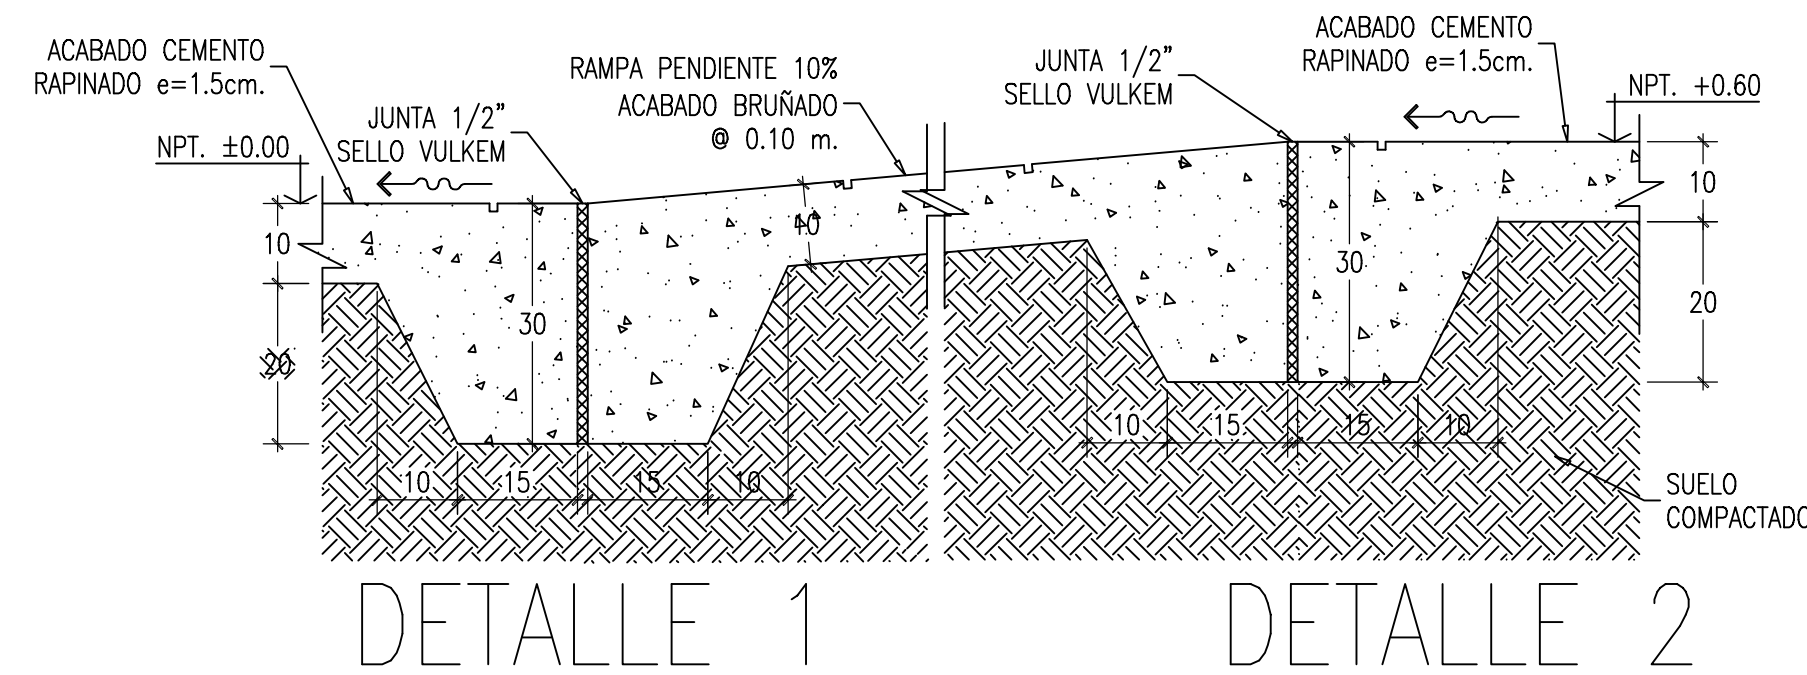 ACABADO CEMENTO
RAPINADO e=1.5cm.
JUNTA 1/2"
SELLO VULKEM
NPT. ±0.00
RAMPA PENDIENTE 10%
ACABADO BRUÑADO
@ 0.10 m.
JUNTA 1/2"
SELLO VULKEM
ACABADO CEMENTO
RAPINADO e=1.5cm.
NPT. +0.60
10
20
30
10
10 15 15 10
30
10
20
10 15 15 10
SUELO
COMPACTADO
DETALLE 1
DETALLE 2